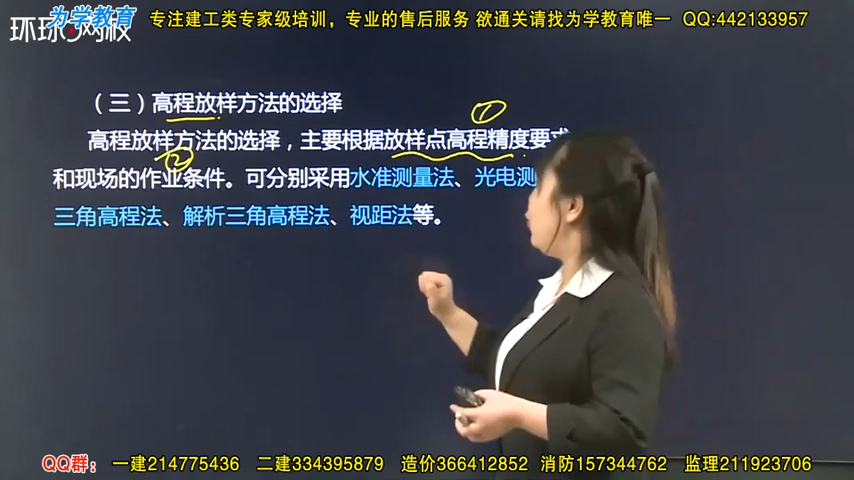 为学教育 专注建工类专家级培训，专业的售后服务 欲通关请找为学教育唯一 QQ:442133957
环球网校
（三）高程放样方法的选择
①
高程放样方法的选择，主要根据放样点高程精度要求
②
和现场的作业条件。可分别采用水准测量法、光电测
三角高程法、解析三角高程法、视距法等。
QQ群： 一建214775436 二建334395879 造价366412852 消防157344762 监理211923706